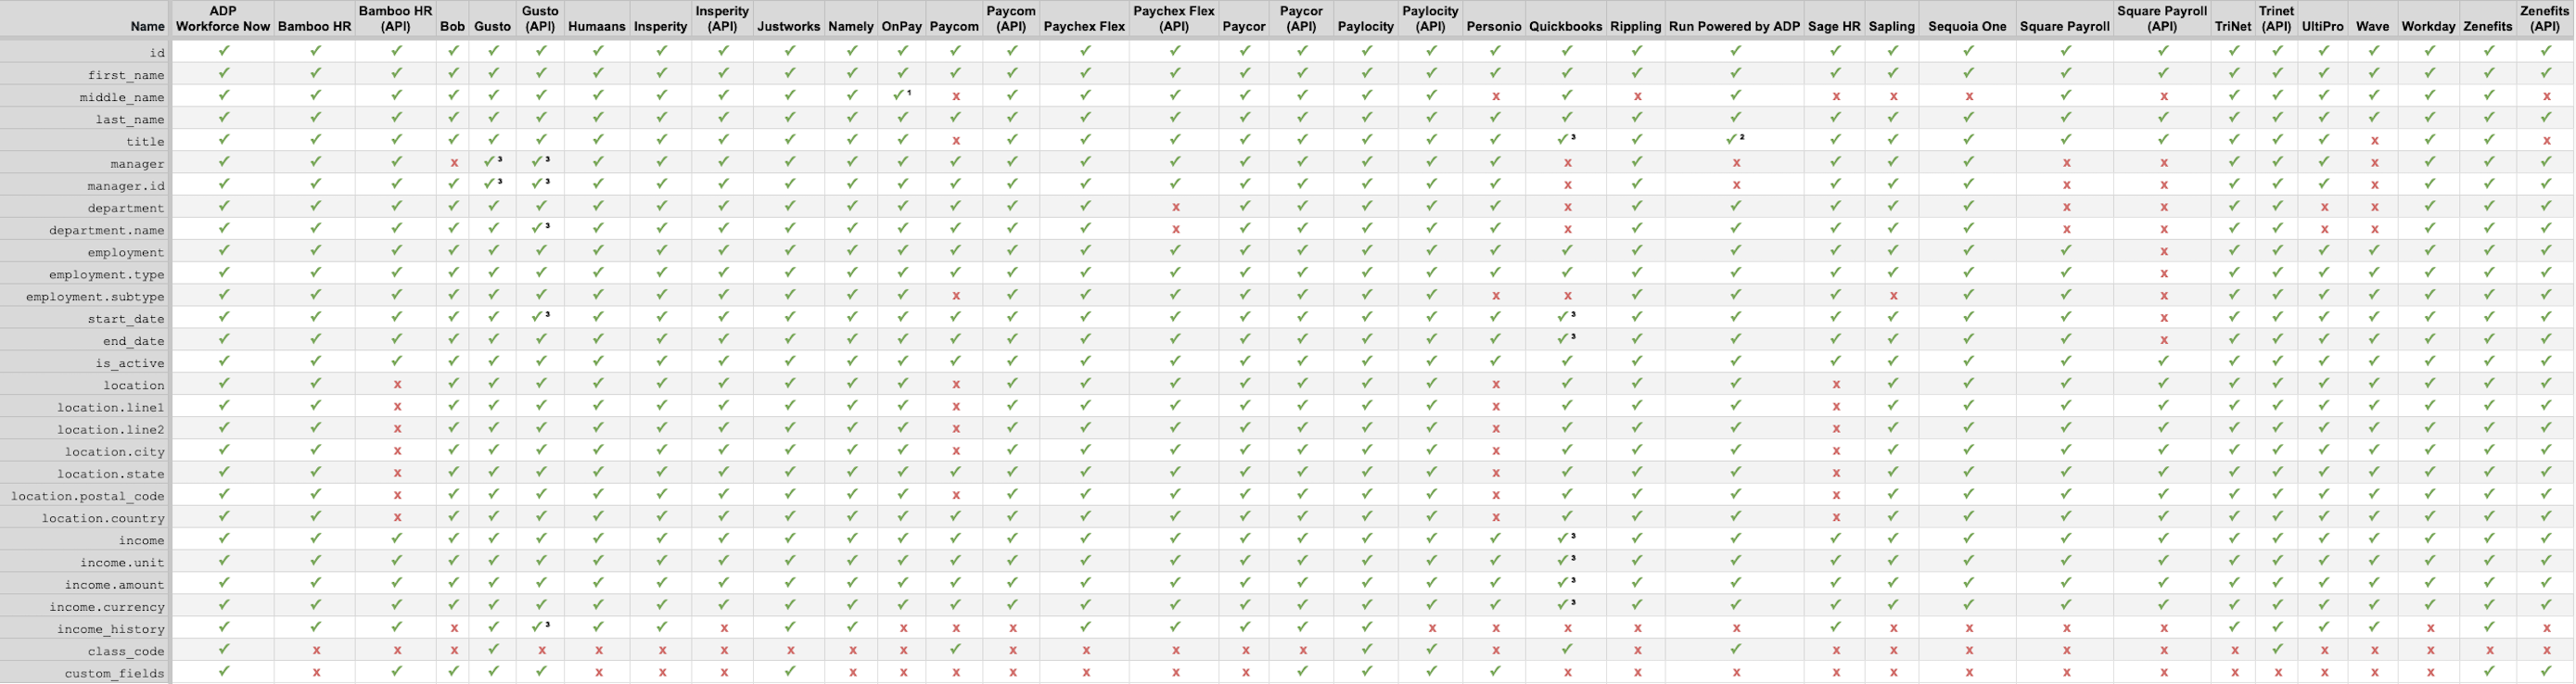 Name ADP Workforce Now Bamboo HR Bamboo HR (API) Bob Gusto Gusto (API) Humaans Insperity Insperity (API) Justworks Namely OnPay Paycom Paycom (API) Paychex Flex Paychex Flex (API) Paycor Paycor (API) Paylocity Paylocity (API) Personio Quickbooks Rippling Run Powered by ADP Sage HR Sapling Sequoia One Square Payroll Square Payroll (API) TriNet Trinet (API) UltiPro Wave Workday Zenefits Zenefits (API)
id ✓ ✓ ✓ ✓ ✓ ✓ ✓ ✓ ✓ ✓ ✓ ✓ ✓ ✓ ✓ ✓ ✓ ✓ ✓ ✓ ✓ ✓ ✓ ✓ ✓ ✓ ✓ ✓ ✓ ✓ ✓ ✓ ✓ ✓ ✓ ✓
first_name ✓ ✓ ✓ ✓ ✓ ✓ ✓ ✓ ✓ ✓ ✓ ✓ ✓ ✓ ✓ ✓ ✓ ✓ ✓ ✓ ✓ ✓ ✓ ✓ ✓ ✓ ✓ ✓ ✓ ✓ ✓ ✓ ✓ ✓ ✓ ✓
middle_name ✓ ✓ ✓ ✓ ✓ ✓ ✓ ✓ ✓ ✓ ✓ ✓¹ x ✓ ✓ ✓ ✓ ✓ ✓ ✓ x ✓ x ✓ x x x ✓ x ✓ ✓ ✓ ✓ ✓ ✓ x
last_name ✓ ✓ ✓ ✓ ✓ ✓ ✓ ✓ ✓ ✓ ✓ ✓ ✓ ✓ ✓ ✓ ✓ ✓ ✓ ✓ ✓ ✓ ✓ ✓ ✓ ✓ ✓ ✓ ✓ ✓ ✓ ✓ ✓ ✓ ✓ ✓
title ✓ ✓ ✓ ✓ ✓ ✓ ✓ ✓ ✓ ✓ ✓ ✓ x ✓ ✓ ✓ ✓ ✓ ✓ ✓ ✓ ✓³ ✓ ✓² ✓ ✓ ✓ ✓ ✓ ✓ ✓ ✓ x ✓ ✓ x
manager ✓ ✓ ✓ x ✓³ ✓³ ✓ ✓ ✓ ✓ ✓ ✓ ✓ ✓ ✓ ✓ ✓ ✓ ✓ ✓ ✓ x ✓ x ✓ ✓ ✓ x x ✓ ✓ ✓ x ✓ ✓ ✓
manager.id ✓ ✓ ✓ ✓ ✓³ ✓³ ✓ ✓ ✓ ✓ ✓ ✓ ✓ ✓ ✓ ✓ ✓ ✓ ✓ ✓ ✓ x ✓ x ✓ ✓ ✓ x x ✓ ✓ ✓ x ✓ ✓ ✓
department ✓ ✓ ✓ ✓ ✓ ✓ ✓ ✓ ✓ ✓ ✓ ✓ ✓ ✓ ✓ x ✓ ✓ ✓ ✓ ✓ x ✓ ✓ ✓ ✓ ✓ x x ✓ ✓ x x ✓ ✓ ✓
department.name ✓ ✓ ✓ ✓ ✓ ✓³ ✓ ✓ ✓ ✓ ✓ ✓ ✓ ✓ ✓ x ✓ ✓ ✓ ✓ ✓ x ✓ ✓ ✓ ✓ ✓ x x ✓ ✓ x x ✓ ✓ ✓
employment ✓ ✓ ✓ ✓ ✓ ✓ ✓ ✓ ✓ ✓ ✓ ✓ ✓ ✓ ✓ ✓ ✓ ✓ ✓ ✓ ✓ ✓ ✓ ✓ ✓ ✓ ✓ ✓ x ✓ ✓ ✓ ✓ ✓ ✓ ✓
employment.type ✓ ✓ ✓ ✓ ✓ ✓ ✓ ✓ ✓ ✓ ✓ ✓ ✓ ✓ ✓ ✓ ✓ ✓ ✓ ✓ ✓ ✓ ✓ ✓ ✓ ✓ ✓ ✓ x ✓ ✓ ✓ ✓ ✓ ✓ ✓
employment.subtype ✓ ✓ ✓ ✓ ✓ ✓ ✓ ✓ ✓ ✓ ✓ ✓ x ✓ ✓ ✓ ✓ ✓ ✓ ✓ x x ✓ ✓ ✓ x ✓ ✓ x ✓ ✓ ✓ ✓ ✓ ✓ ✓
start_date ✓ ✓ ✓ ✓ ✓ ✓³ ✓ ✓ ✓ ✓ ✓ ✓ ✓ ✓ ✓ ✓ ✓ ✓ ✓ ✓ ✓ ✓³ ✓ ✓ ✓ ✓ ✓ ✓ x ✓ ✓ ✓ ✓ ✓ ✓ ✓
end_date ✓ ✓ ✓ ✓ ✓ ✓ ✓ ✓ ✓ ✓ ✓ ✓ ✓ ✓ ✓ ✓ ✓ ✓ ✓ ✓ ✓ ✓³ ✓ ✓ ✓ ✓ ✓ ✓ x ✓ ✓ ✓ ✓ ✓ ✓ ✓
is_active ✓ ✓ ✓ ✓ ✓ ✓ ✓ ✓ ✓ ✓ ✓ ✓ ✓ ✓ ✓ ✓ ✓ ✓ ✓ ✓ ✓ ✓ ✓ ✓ ✓ ✓ ✓ ✓ ✓ ✓ ✓ ✓ ✓ ✓ ✓ ✓
location ✓ ✓ x ✓ ✓ ✓ ✓ ✓ ✓ ✓ ✓ ✓ x ✓ ✓ ✓ ✓ ✓ ✓ ✓ x ✓ ✓ ✓ x ✓ ✓ ✓ ✓ ✓ ✓ ✓ ✓ ✓ ✓ ✓
location.line1 ✓ ✓ x ✓ ✓ ✓ ✓ ✓ ✓ ✓ ✓ ✓ x ✓ ✓ ✓ ✓ ✓ ✓ ✓ x ✓ ✓ ✓ x ✓ ✓ ✓ ✓ ✓ ✓ ✓ ✓ ✓ ✓ ✓
location.line2 ✓ ✓ x ✓ ✓ ✓ ✓ ✓ ✓ ✓ ✓ ✓ x ✓ ✓ ✓ ✓ ✓ ✓ ✓ x ✓ ✓ ✓ x ✓ ✓ ✓ ✓ ✓ ✓ ✓ ✓ ✓ ✓ ✓
location.city ✓ ✓ x ✓ ✓ ✓ ✓ ✓ ✓ ✓ ✓ ✓ x ✓ ✓ ✓ ✓ ✓ ✓ ✓ x ✓ ✓ ✓ x ✓ ✓ ✓ ✓ ✓ ✓ ✓ ✓ ✓ ✓ ✓
location.state ✓ ✓ x ✓ ✓ ✓ ✓ ✓ ✓ ✓ ✓ ✓ ✓ ✓ ✓ ✓ ✓ ✓ ✓ ✓ x ✓ ✓ ✓ x ✓ ✓ ✓ ✓ ✓ ✓ ✓ ✓ ✓ ✓ ✓
location.postal_code ✓ ✓ x ✓ ✓ ✓ ✓ ✓ ✓ ✓ ✓ ✓ x ✓ ✓ ✓ ✓ ✓ ✓ ✓ x ✓ ✓ ✓ x ✓ ✓ ✓ ✓ ✓ ✓ ✓ ✓ ✓ ✓ ✓
location.country ✓ ✓ x ✓ ✓ ✓ ✓ ✓ ✓ ✓ ✓ ✓ ✓ ✓ ✓ ✓ ✓ ✓ ✓ ✓ x ✓ ✓ ✓ x ✓ ✓ ✓ ✓ ✓ ✓ ✓ ✓ ✓ ✓ ✓
income ✓ ✓ ✓ ✓ ✓ ✓ ✓ ✓ ✓ ✓ ✓ ✓ ✓ ✓ ✓ ✓ ✓ ✓ ✓ ✓ ✓ ✓³ ✓ ✓ ✓ ✓ ✓ ✓ ✓ ✓ ✓ ✓ ✓ ✓ ✓ ✓
income.unit ✓ ✓ ✓ ✓ ✓ ✓ ✓ ✓ ✓ ✓ ✓ ✓ ✓ ✓ ✓ ✓ ✓ ✓ ✓ ✓ ✓ ✓³ ✓ ✓ ✓ ✓ ✓ ✓ ✓ ✓ ✓ ✓ ✓ ✓ ✓ ✓
income.amount ✓ ✓ ✓ ✓ ✓ ✓ ✓ ✓ ✓ ✓ ✓ ✓ ✓ ✓ ✓ ✓ ✓ ✓ ✓ ✓ ✓ ✓³ ✓ ✓ ✓ ✓ ✓ ✓ ✓ ✓ ✓ ✓ ✓ ✓ ✓ ✓
income.currency ✓ ✓ ✓ ✓ ✓ ✓ ✓ ✓ ✓ ✓ ✓ ✓ ✓ ✓ ✓ ✓ ✓ ✓ ✓ ✓ ✓ ✓³ ✓ ✓ ✓ ✓ ✓ ✓ ✓ ✓ ✓ ✓ ✓ ✓ ✓ ✓
income_history ✓ ✓ ✓ x ✓ ✓³ ✓ ✓ x ✓ ✓ x x x ✓ ✓ ✓ ✓ ✓ x x x x x ✓ x x x x ✓ ✓ ✓ ✓ x ✓ x
class_code ✓ x x x ✓ x x x x x x x ✓ x x x x x ✓ ✓ x ✓ x ✓ x x x x x x ✓ x x x x x
custom_fields ✓ x ✓ ✓ ✓ ✓ x x x ✓ x x x x x x x ✓ ✓ ✓ ✓ x x x x x x x x x x x x x ✓ ✓